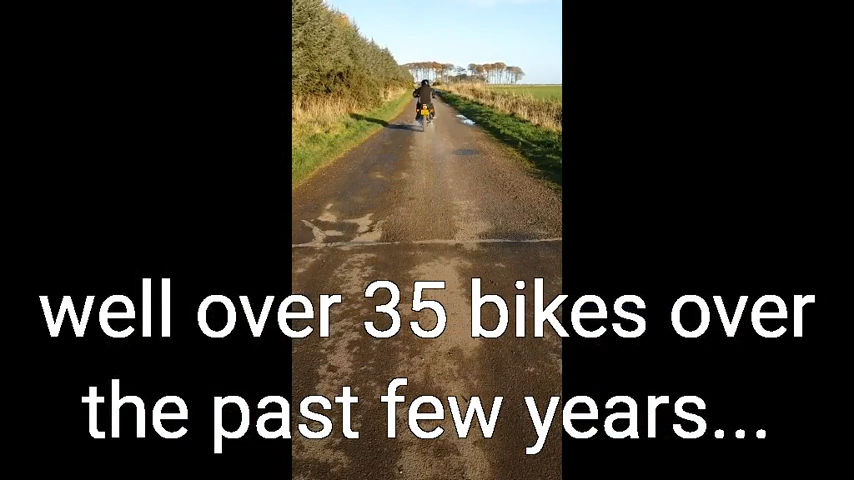 well over 35 bikes over
the past few years...